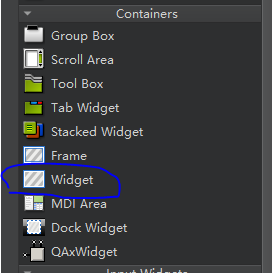 Containers
Group Box
Scroll Area
Tool Box
Tab Widget
Stacked Widget
Frame
Widget
MDI Area
Dock Widget
QAxWidget
Input Widgets